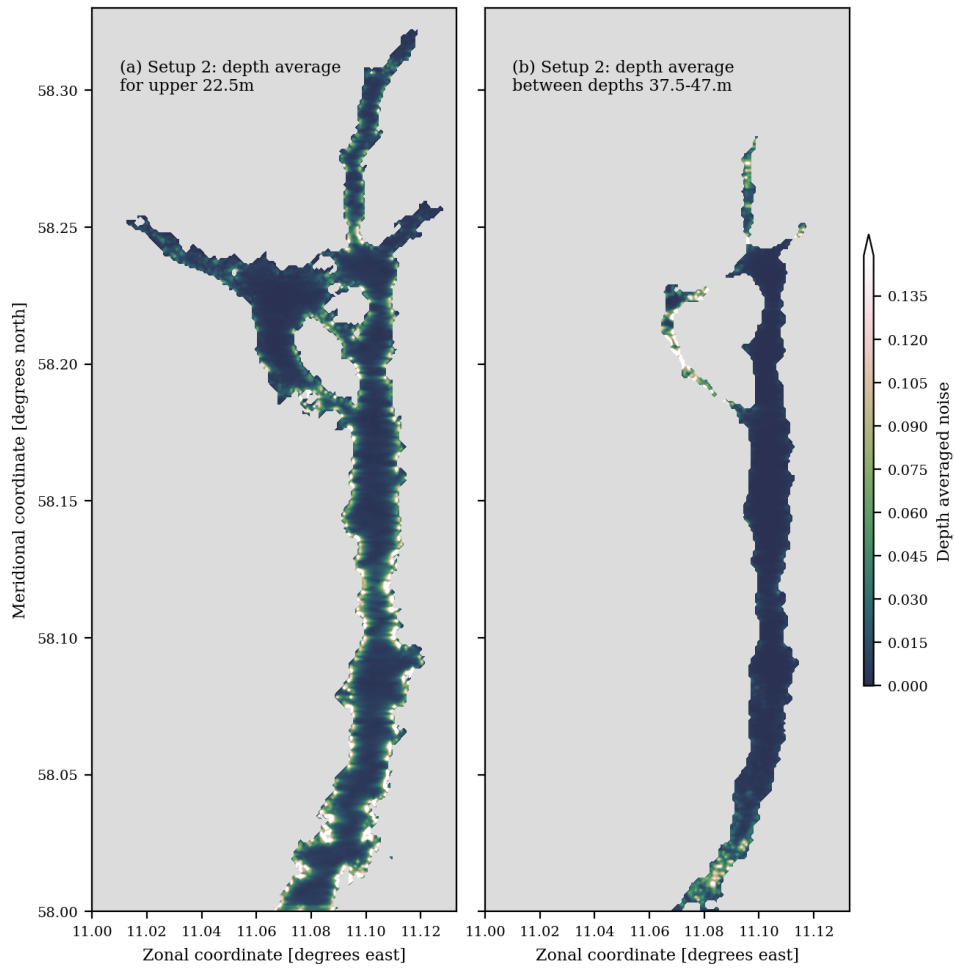 (a) Setup 2: depth average
for upper 22.5m
(b) Setup 2: depth average
between depths 37.5-47.m
58.30
58.25
58.20
58.15
58.10
58.05
58.00
Meridional coordinate [degrees north]
11.00 11.02 11.04 11.06 11.08 11.10 11.12
Zonal coordinate [degrees east]
11.00 11.02 11.04 11.06 11.08 11.10 11.12
Zonal coordinate [degrees east]
0.135
0.120
0.105
0.090
0.075
0.060
0.045
0.030
0.015
0.000
Depth averaged noise